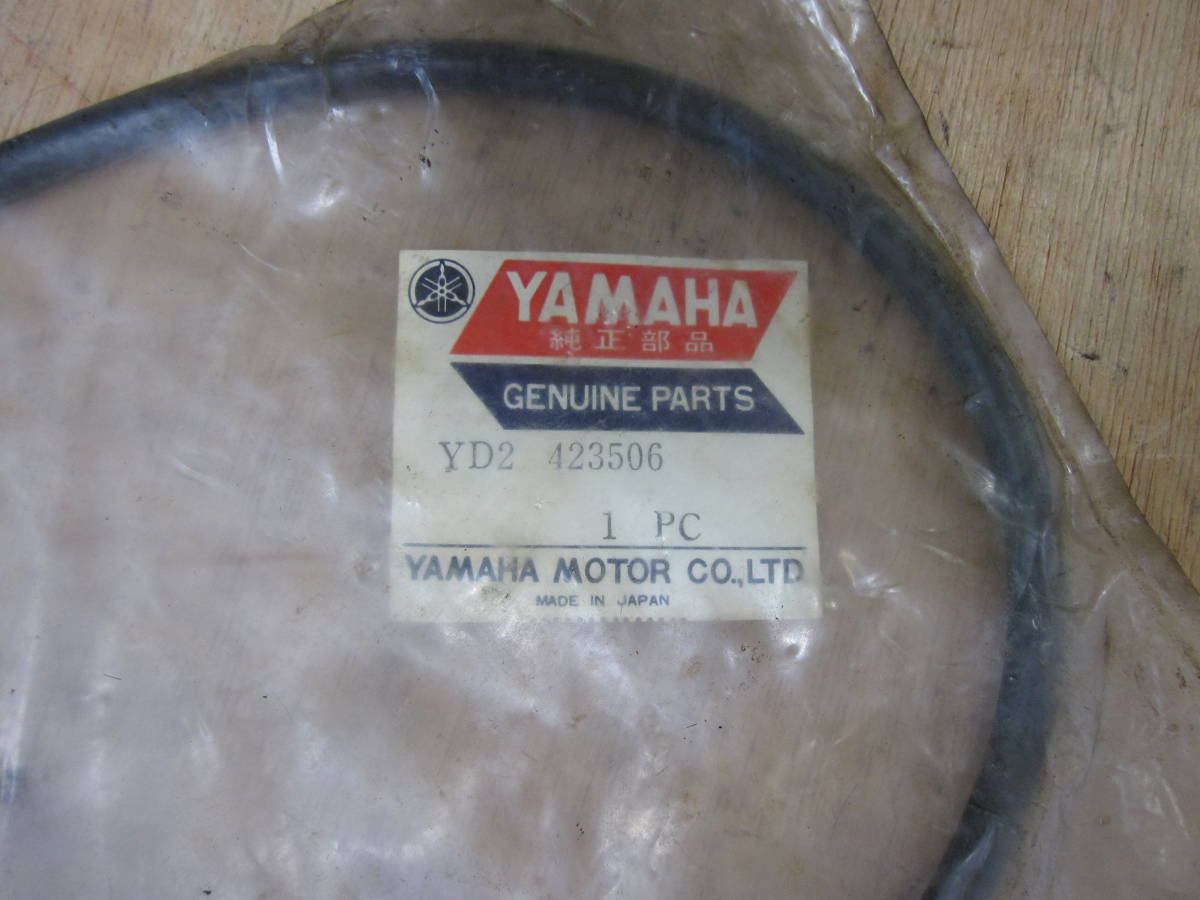 YAMAHA
純正部品
GENUINE PARTS
YD2 423506
1 PC
YAMAHA MOTOR CO.,LTD
MADE IN JAPAN